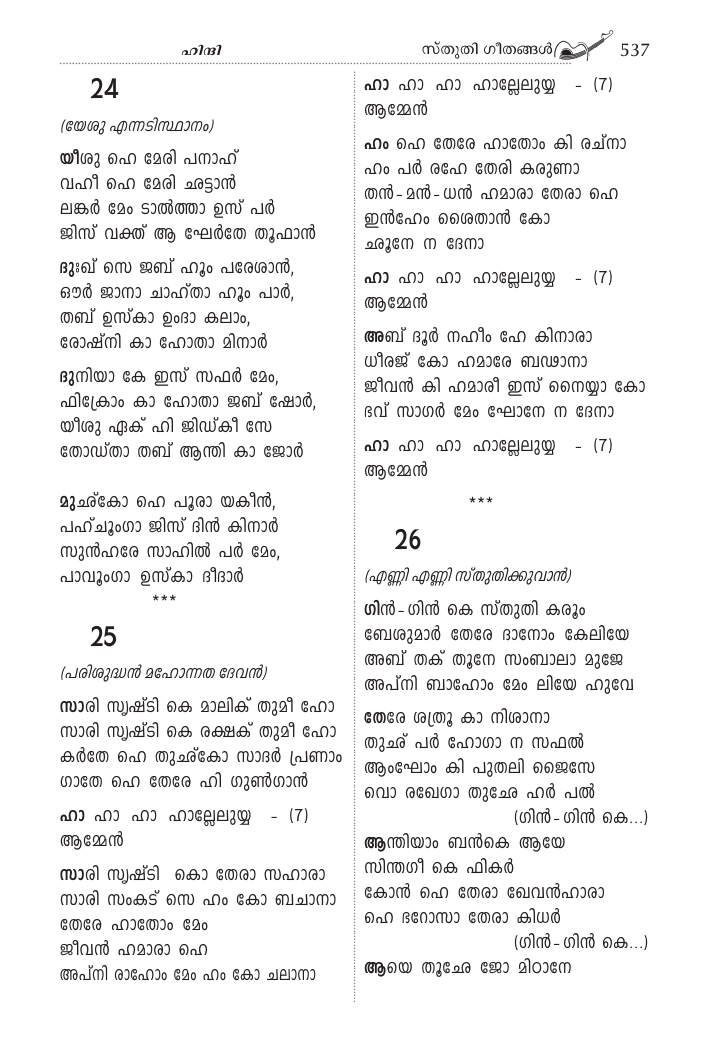 ഹിന്ദി
സ്തുതി ഗീതങ്ങൾ
537
24
(യേശു എന്നടിസ്ഥാനം)
യീശു ഹെ മേരി പനാഹ്
വഹീ ഹെ മേരി ഛട്ടാൻ
ലങ്കർ മേം ടാൽത്താ ഉസ് പർ
ജിസ് വക്ത് ആ ഘേർതേ തൂഫാൻ
ദുഃഖ് സെ ജബ് ഹൂം പരേശാൻ,
ഔർ ജാനാ ചാഹ്താ ഹൂം പാർ,
തബ് ഉസ്കാ ഉംദാ കലാം,
രോഷ്നി കാ ഹോതാ മിനാർ
ദുനിയാ കേ ഇസ് സഫർ മേം,
ഫിക്രോം കാ ഹോതാ ജബ് ഷോർ,
യീശു ഏക് ഹി ജിഡ്കീ സേ
തോഡ്താ തബ് ആന്തി കാ ജോർ
മുഛ്കോ ഹെ പൂരാ യകീൻ,
പഹ്ചൂംഗാ ജിസ് ദിൻ കിനാർ
സുൻഹരേ സാഹിൽ പർ മേം,
പാവൂംഗാ ഉസ്കാ ദീദാർ
***
25
(പരിശുദ്ധൻ മഹോന്നത ദേവൻ)
സാരി സൃഷ്ടി കെ മാലിക് തുമീ ഹോ
സാരി സൃഷ്ടി കെ രക്ഷക് തുമീ ഹോ
കർതേ ഹെ തുഛ്കോ സാദർ പ്രണാം
ഗാതേ ഹെ തേരേ ഹി ഗുൺഗാൻ
ഹാ ഹാ ഹാ ഹാല്ലേലുയ്യ - (7)
ആമ്മേൻ
സാരി സൃഷ്ടി കൊ തേരാ സഹാരാ
സാരി സംകട് സെ ഹം കോ ബചാനാ
തേരേ ഹാതോം മേം
ജീവൻ ഹമാരാ ഹെ
അപ്നി രാഹോം മേം ഹം കോ ചലാനാ
ഹാ ഹാ ഹാ ഹാല്ലേലുയ്യ - (7)
ആമ്മേൻ
ഹം ഹെ തേരേ ഹാതോം കി രച്നാ
ഹം പർ രഹേ തേരി കരുണാ
തൻ-മൻ-ധൻ ഹമാരാ തേരാ ഹെ
ഇൻഹേം ശൈതാൻ കോ
ഛൂനേ ന ദേനാ
ഹാ ഹാ ഹാ ഹാല്ലേലുയ്യ - (7)
ആമ്മേൻ
അബ് ദൂർ നഹീം ഹേ കിനാരാ
ധീരജ് കോ ഹമാരേ ബഢാനാ
ജീവൻ കി ഹമാരീ ഇസ് നൈയ്യാ കോ
ഭവ് സാഗർ മേം ഘോനേ ന ദേനാ
ഹാ ഹാ ഹാ ഹാല്ലേലുയ്യ - (7)
ആമ്മേൻ
***
26
(എണ്ണി എണ്ണി സ്തുതിക്കുവാൻ)
ഗിൻ-ഗിൻ കെ സ്തുതി കരൂം
ബേശുമാർ തേരേ ദാനോം കേലിയേ
അബ് തക് തൂനേ സംബാലാ മുജേ
അപ്നി ബാഹോം മേം ലിയേ ഹുവേ
തേരേ ശത്രൂ കാ നിശാനാ
തുഛ് പർ ഹോഗാ ന സഫൽ
ആംഘോം കി പുതലി ജൈസേ
വൊ രഖേഗാ തുഛേ ഹർ പൽ
(ഗിൻ-ഗിൻ കെ...)
ആന്തിയാം ബൻകെ ആയേ
സിന്തഗീ കെ ഫികർ
കോൻ ഹെ തേരാ ഖേവൻഹാരാ
ഹെ ഭറോസാ തേരാ കിധർ
(ഗിൻ-ഗിൻ കെ...)
ആയെ തൂഛേ ജോ മിഠാനേ